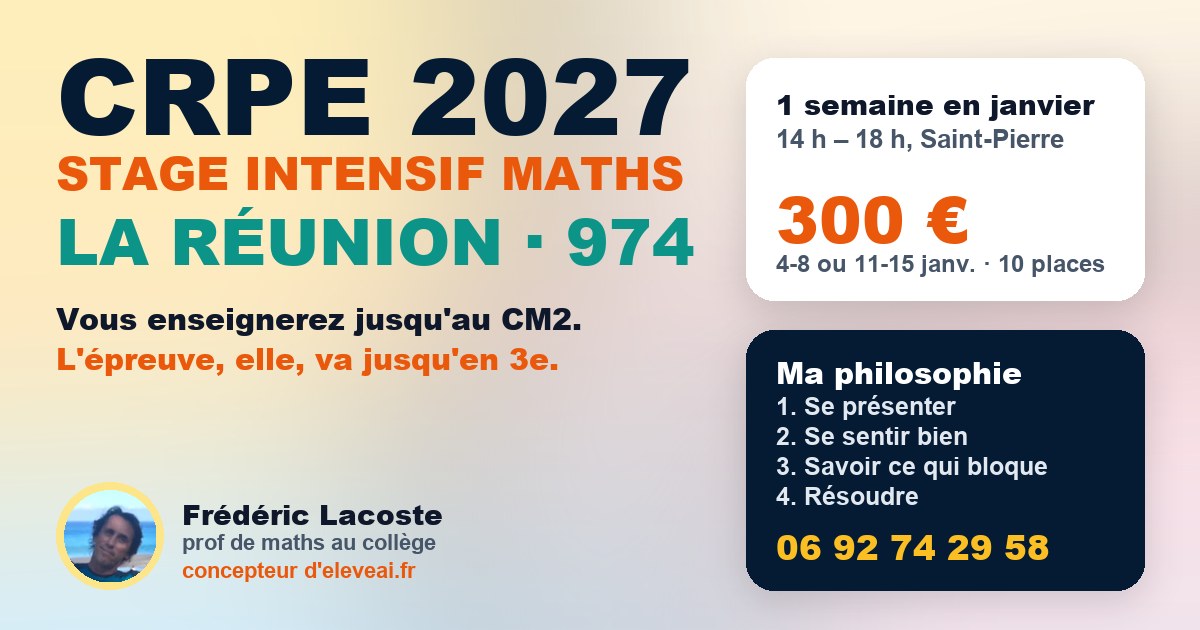 CRPE 2027
STAGE INTENSIF MATHS
LA RÉUNION · 974
Vous enseignerez jusqu'au CM2.
L'épreuve, elle, va jusqu'en 3e.
Frédéric Lacoste
prof de maths au collège
concepteur d'eleveai.fr
1 semaine en janvier
14 h – 18 h, Saint-Pierre
300 €
4-8 ou 11-15 janv. · 10 places
Ma philosophie
1. Se présenter
2. Se sentir bien
3. Savoir ce qui bloque
4. Résoudre
06 92 74 29 58